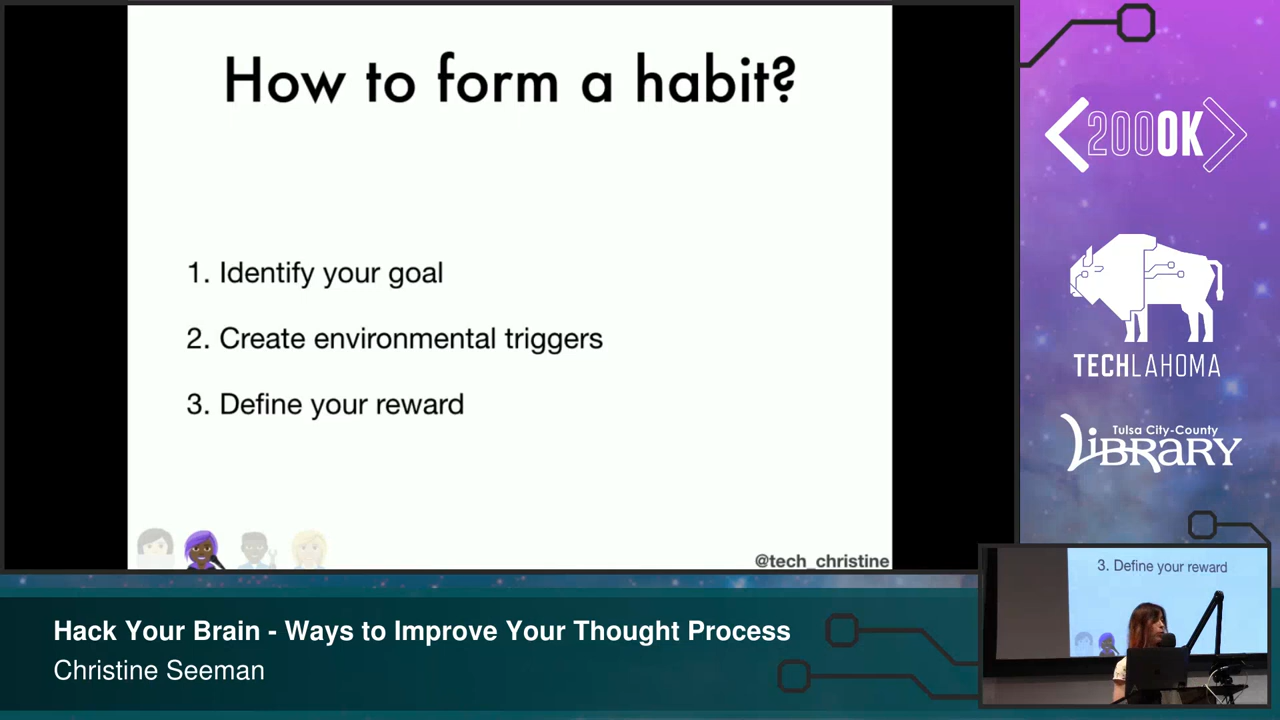 How to form a habit?
1. Identify your goal
2. Create environmental triggers
3. Define your reward
@tech_christine
<200OK>
TECHLAHOMA
Tulsa City-County
LiBRARY
3. Define your reward
Hack Your Brain - Ways to Improve Your Thought Process
Christine Seeman